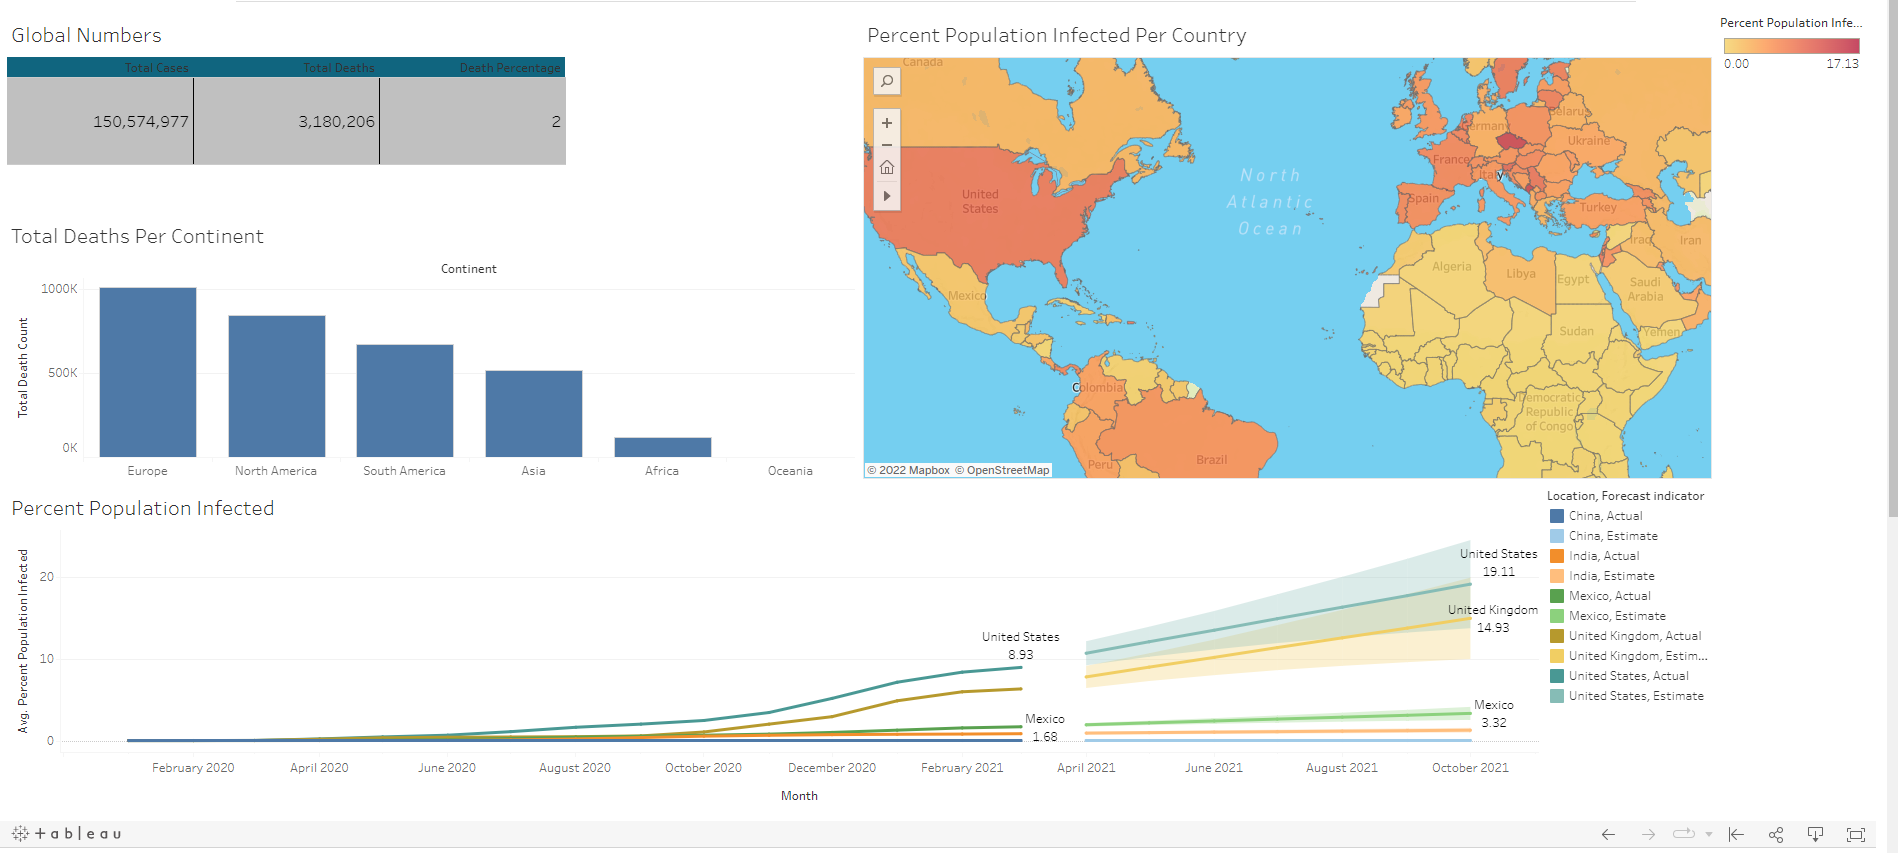 Global Numbers
Total Cases Total Deaths Death Percentage
150,574,977 3,180,206 2
Total Deaths Per Continent
Continent
Total Death Count
1000K
500K
0K
Europe North America South America Asia Africa Oceania
Percent Population Infected Per Country
Canada
United
States
Mexico
Colombia
Peru
Brazil
North
Atlantic
Ocean
Belarus
Germany
Ukraine
France
Italy
Spain
Turkey
Iraq
Iran
Algeria
Libya
Egypt
Saudi
Arabia
Sudan
Yemen
Democratic
Republic
of Congo
© 2022 Mapbox © OpenStreetMap
Percent Population Infe...
0.00 17.13
Percent Population Infected
Avg. Percent Population Infected
20
10
0
United States
8.93
Mexico
1.68
United States
19.11
United Kingdom
14.93
Mexico
3.32
February 2020 April 2020 June 2020 August 2020 October 2020 December 2020 February 2021 April 2021 June 2021 August 2021 October 2021
Month
Location, Forecast indicator
China, Actual
China, Estimate
India, Actual
India, Estimate
Mexico, Actual
Mexico, Estimate
United Kingdom, Actual
United Kingdom, Estim...
United States, Actual
United States, Estimate
+ a b l e a u